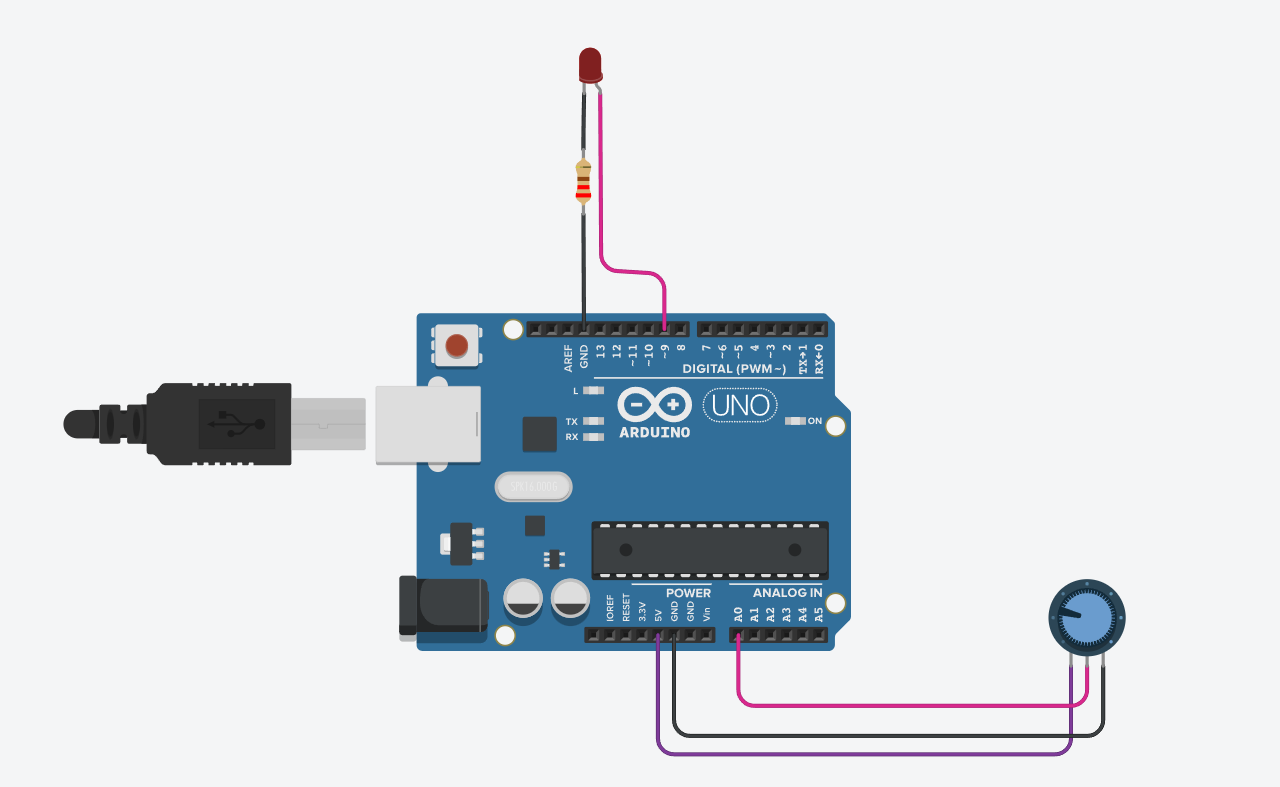 AREF
GND
13
12
~11
~10
~9
8
7
~6
~5
4
~3
2
TX→1
RX←0
DIGITAL (PWM~)
L
TX
RX
ARDUINO
UNO
ON
POWER
ANALOG IN
IOREF
RESET
3.3V
5V
GND
GND
Vin
A0
A1
A2
A3
A4
A5